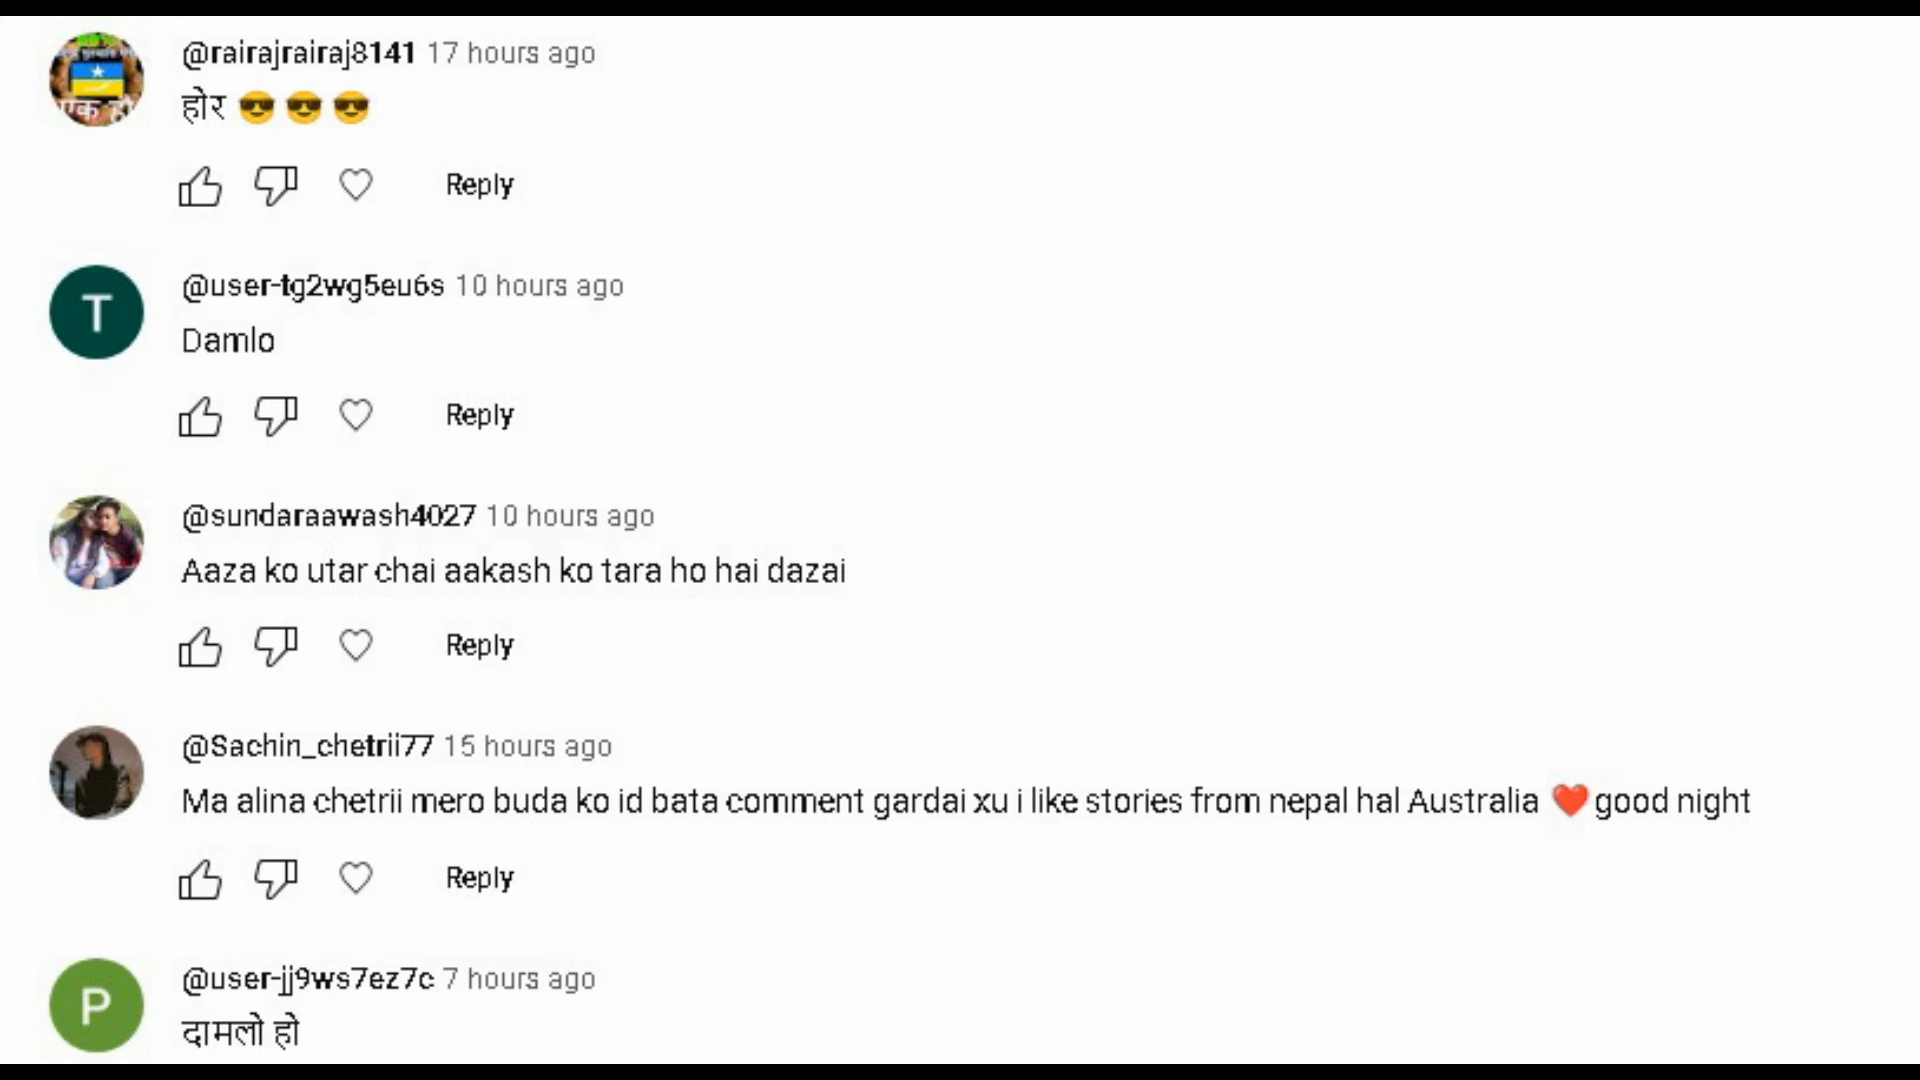 @rairajrairaj8141 17 hours ago
होर 😎 😎 😎
Reply
T
@user-tg2wg5eu6s 10 hours ago
Damlo
Reply
@sundaraawash4027 10 hours ago
Aaza ko utar chai aakash ko tara ho hai dazai
Reply
@Sachin_chetrii77 15 hours ago
Ma alina chetrii mero buda ko id bata comment gardai xu i like stories from nepal hal Australia ❤️ good night
Reply
P
@user-jj9ws7ez7c 7 hours ago
दामलो हो